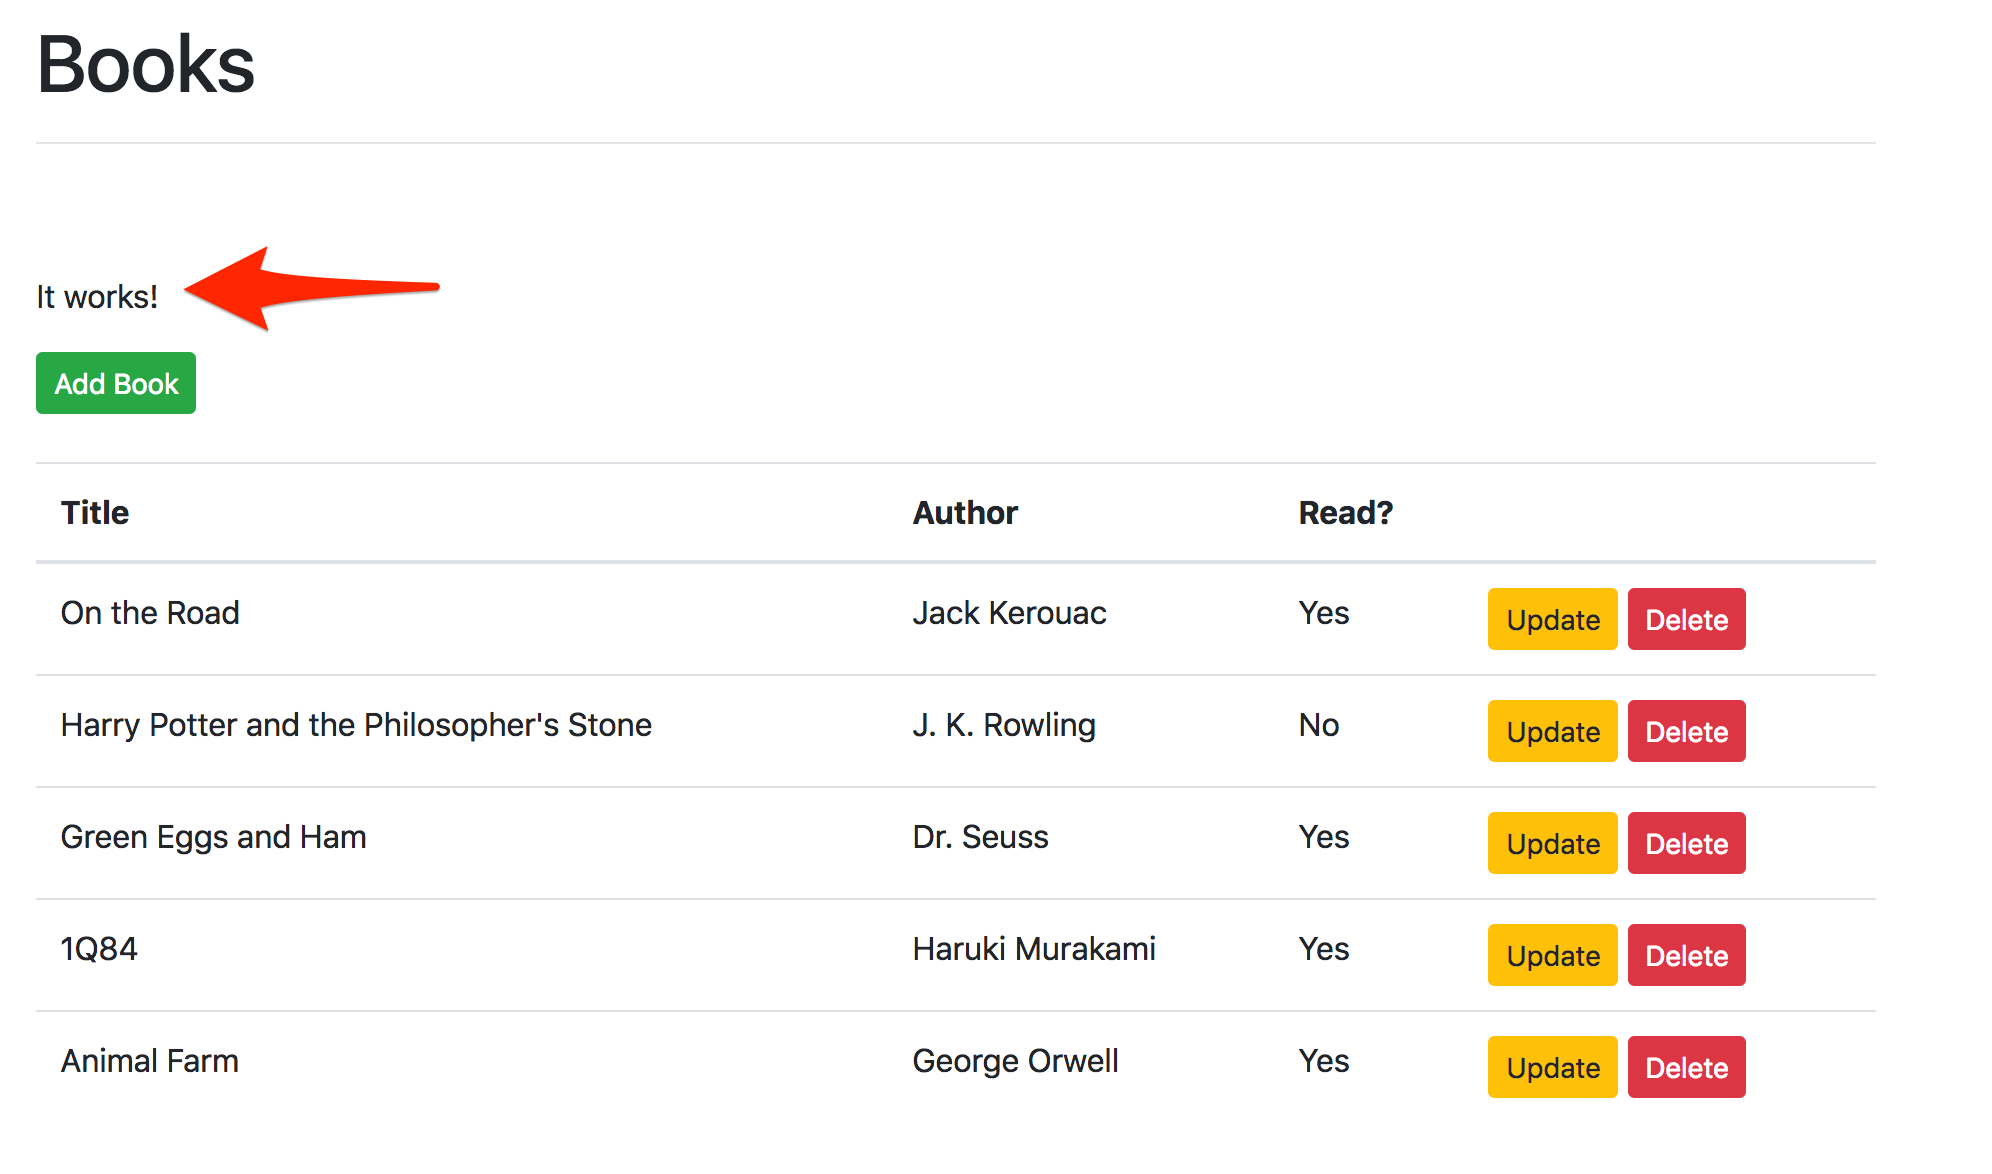 Books
It works!
Add Book
Title Author Read?
On the Road Jack Kerouac Yes Update Delete
Harry Potter and the Philosopher's Stone J. K. Rowling No Update Delete
Green Eggs and Ham Dr. Seuss Yes Update Delete
1Q84 Haruki Murakami Yes Update Delete
Animal Farm George Orwell Yes Update Delete